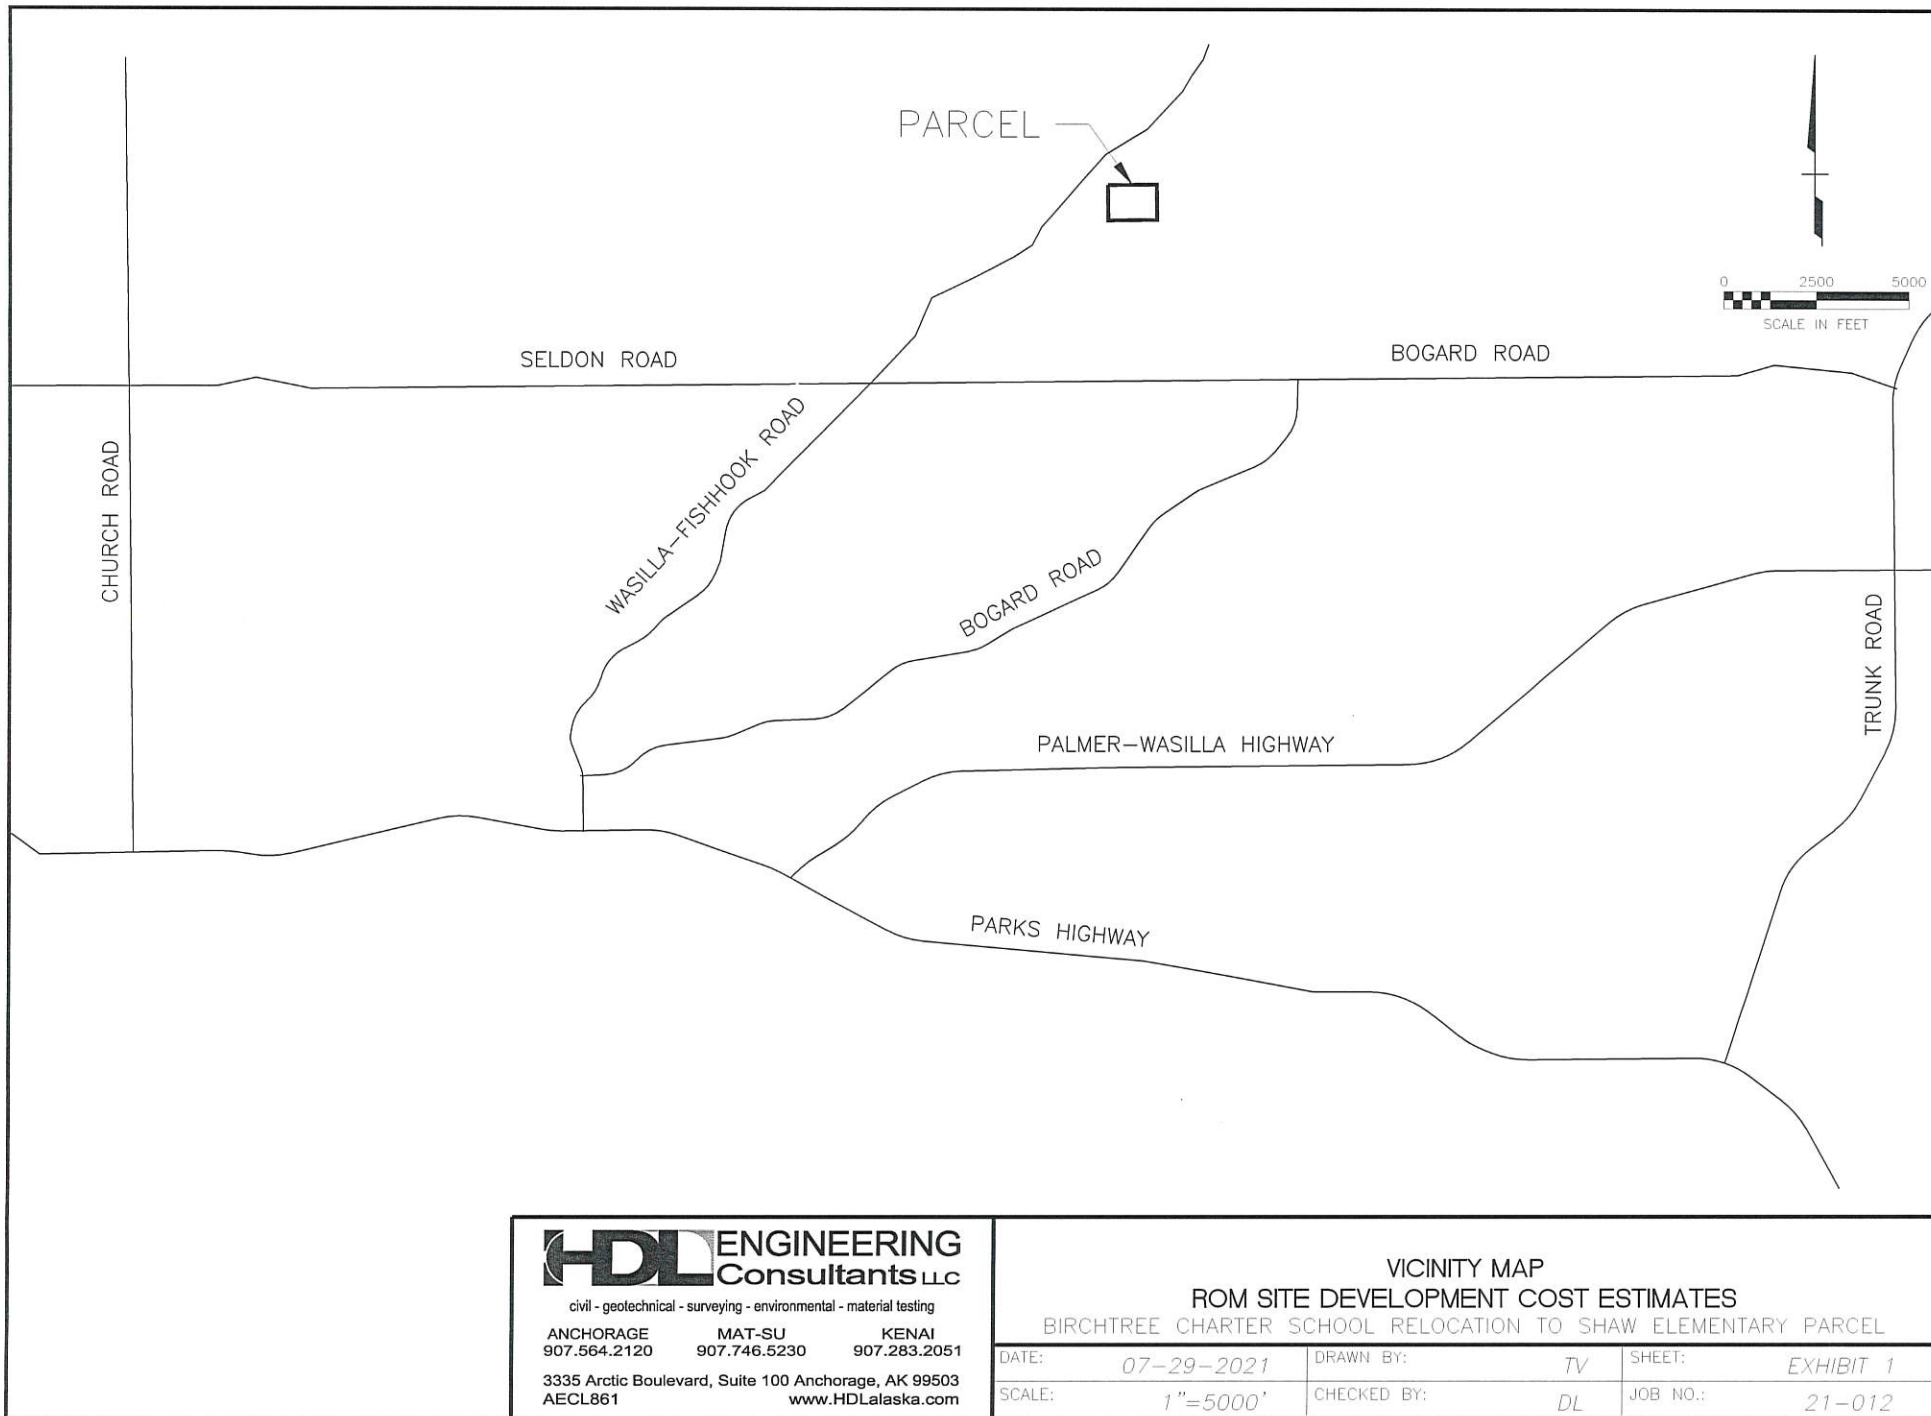 PARCEL
0 2500 5000
SCALE IN FEET
SELDON ROAD
BOGARD ROAD
CHURCH ROAD
WASILLA-FISHHOOK ROAD
BOGARD ROAD
TRUNK ROAD
PALMER-WASILLA HIGHWAY
PARKS HIGHWAY
HDL ENGINEERING
Consultants LLC
civil - geotechnical - surveying - environmental - material testing
ANCHORAGE MAT-SU KENAI
907.564.2120 907.746.5230 907.283.2051
3335 Arctic Boulevard, Suite 100 Anchorage, AK 99503
AECL861 www.HDLalaska.com
VICINITY MAP
ROM SITE DEVELOPMENT COST ESTIMATES
BIRCHTREE CHARTER SCHOOL RELOCATION TO SHAW ELEMENTARY PARCEL
DATE: 07-29-2021 DRAWN BY: TV SHEET: EXHIBIT 1
SCALE: 1"=5000' CHECKED BY: DL JOB NO.: 21-012